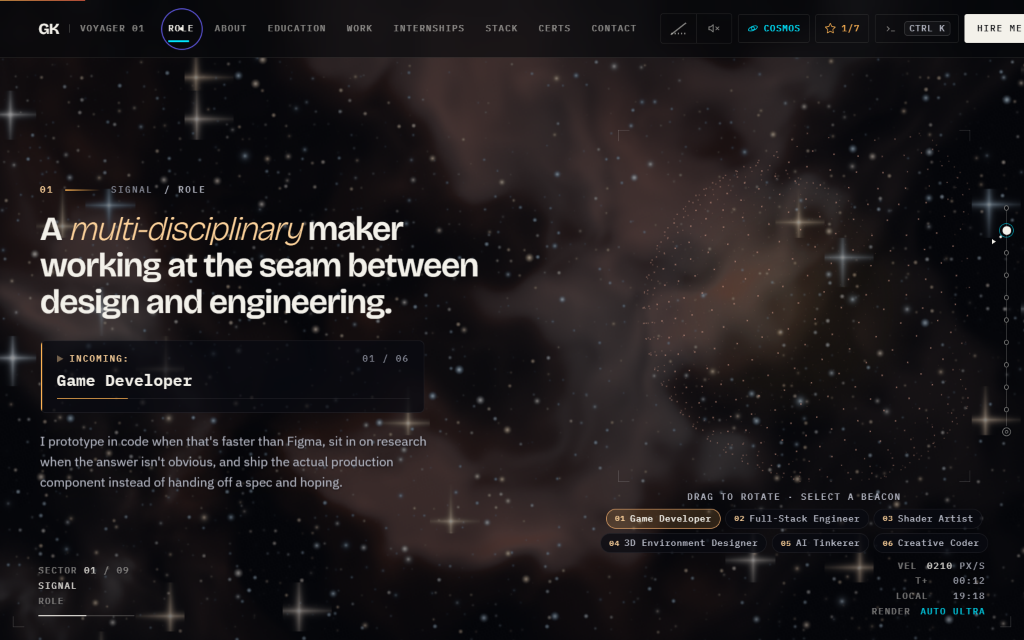 GK VOYAGER 01 ROLE ABOUT EDUCATION WORK INTERNSHIPS STACK CERTS CONTACT COSMOS 1/7 >_ CTRL K HIRE ME
01 SIGNAL / ROLE
A multi-disciplinary maker
working at the seam between
design and engineering.
INCOMING: 01 / 06
Game Developer
I prototype in code when that's faster than Figma, sit in on research
when the answer isn't obvious, and ship the actual production
component instead of handing off a spec and hoping.
DRAG TO ROTATE · SELECT A BEACON
01 Game Developer 02 Full-Stack Engineer 03 Shader Artist
04 3D Environment Designer 05 AI Tinkerer 06 Creative Coder
SECTOR 01 / 09
SIGNAL
ROLE
VEL 0210 PX/S
T+ 00:12
LOCAL 19:18
RENDER AUTO ULTRA